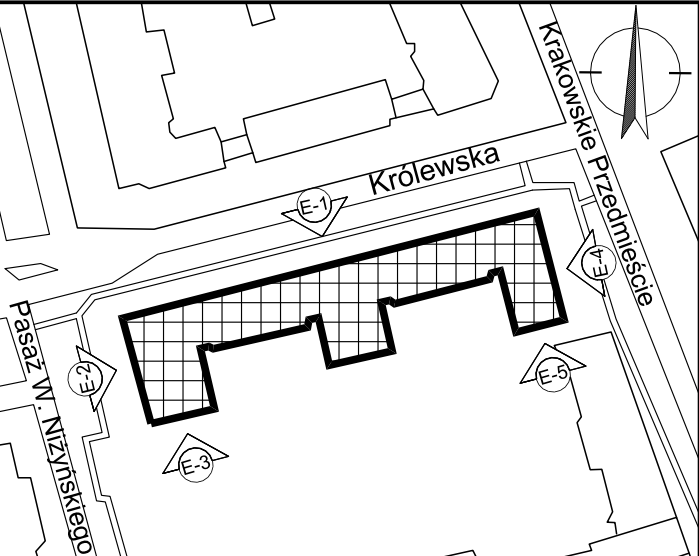 Krakowskie Przedmieście
Królewska
E-1
E-4
Pasaż W. Niżyńskiego
E-2
E-5
E-3